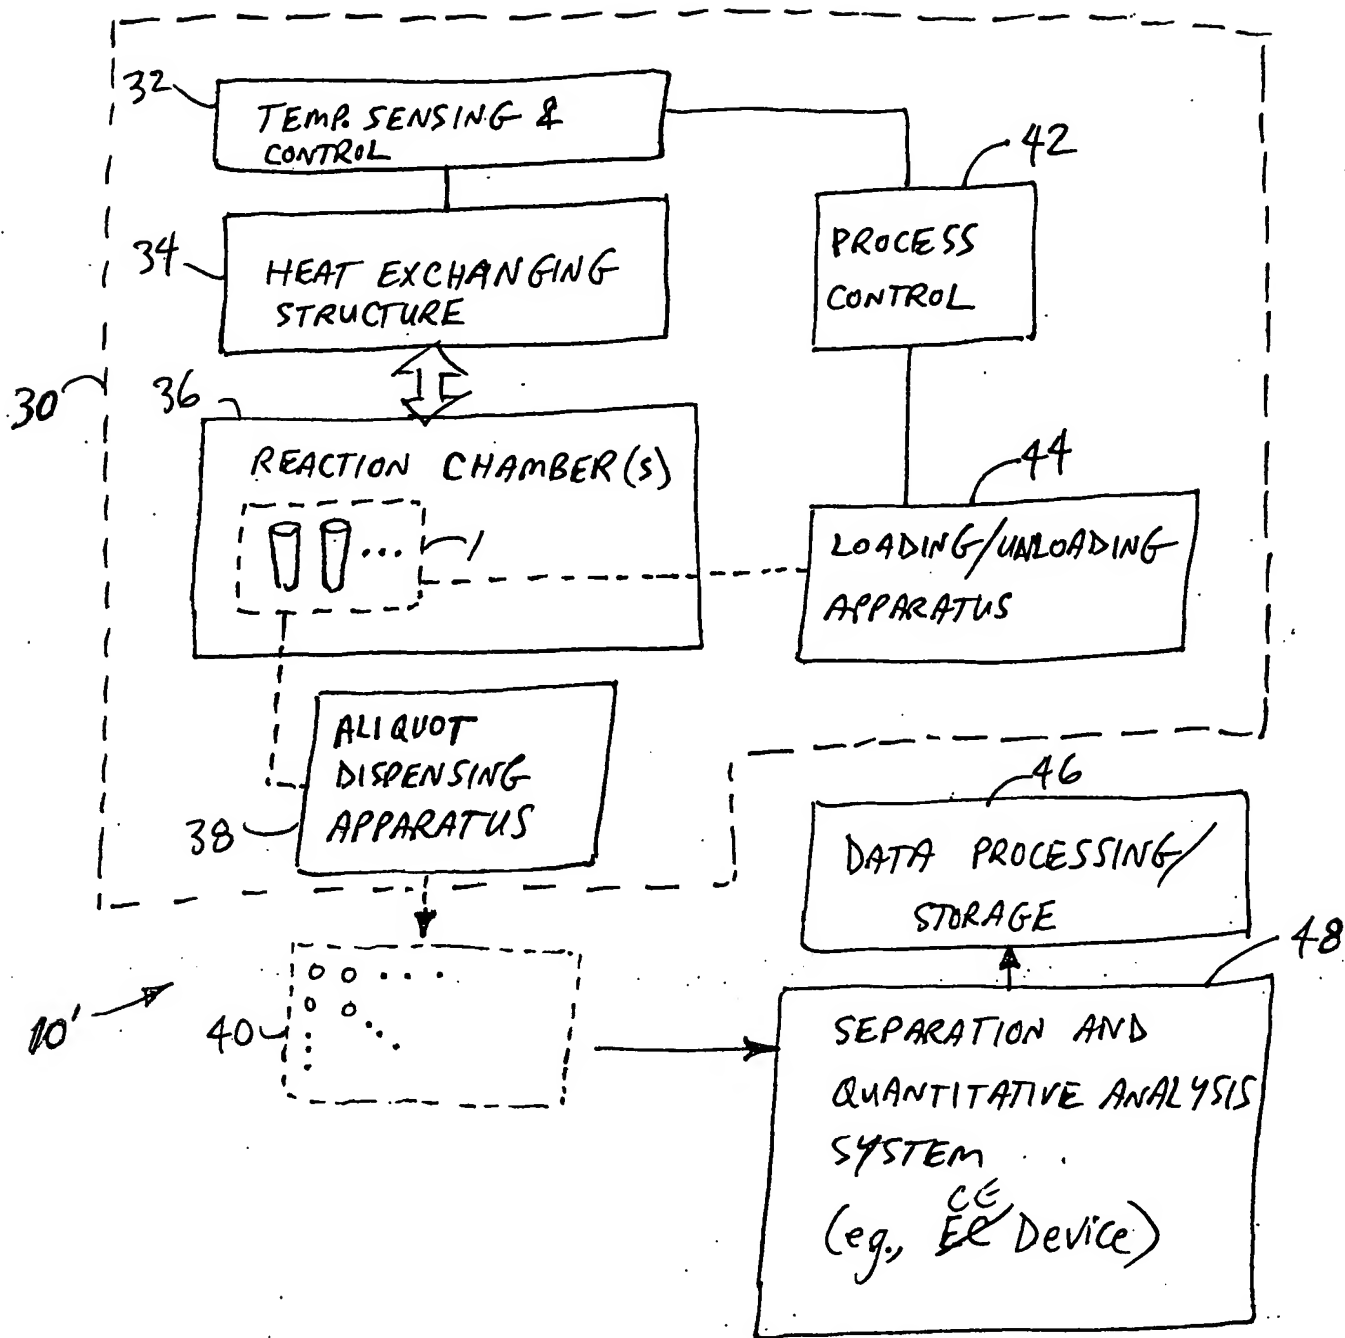 32
TEMP. SENSING &
CONTROL
42
PROCESS
CONTROL
34
HEAT EXCHANGING
STRUCTURE
30
36
REACTION CHAMBER(S)
1
44
LOADING/UNLOADING
APPARATUS
ALIQUOT
DISPENSING
APPARATUS
38
46
DATA PROCESSING/
STORAGE
48
10'
40
SEPARATION AND
QUANTITATIVE ANALYSIS
SYSTEM
CE
(eg., Device)